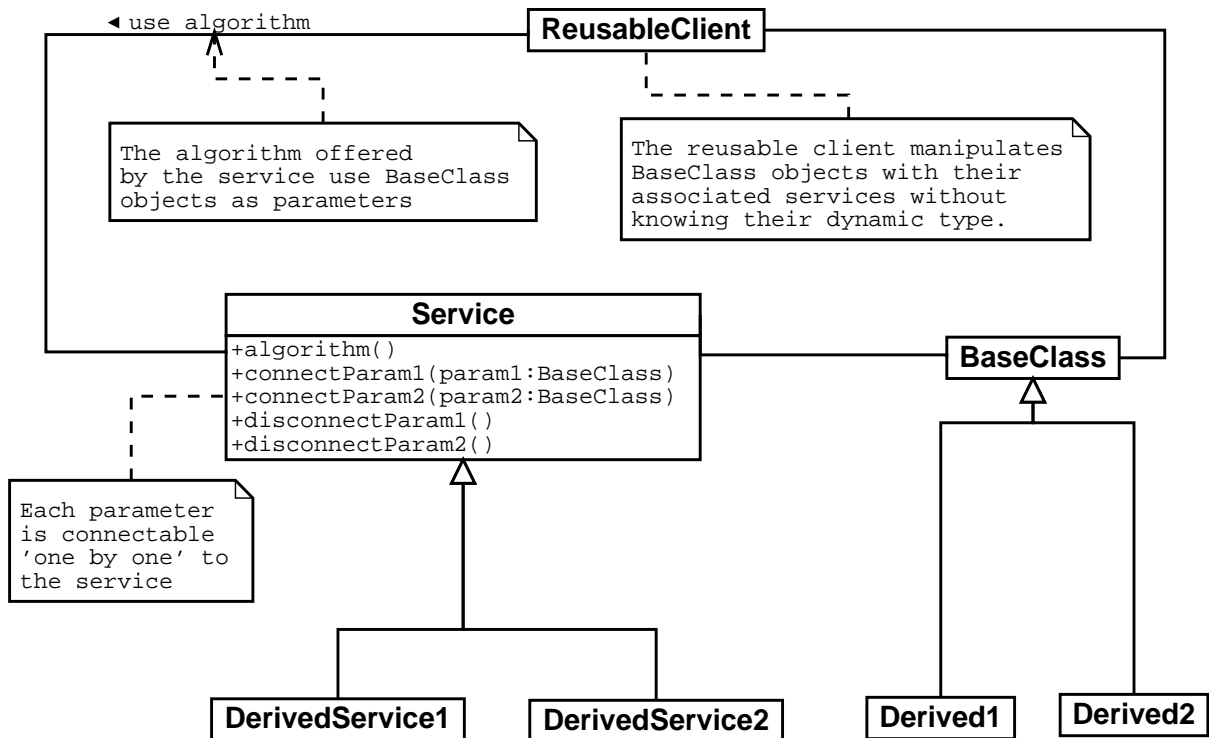 ◄ use algorithm
ReusableClient
The algorithm offered
by the service use BaseClass
objects as parameters
The reusable client manipulates
BaseClass objects with their
associated services without
knowing their dynamic type.
Service
+algorithm()
+connectParam1(param1:BaseClass)
+connectParam2(param2:BaseClass)
+disconnectParam1()
+disconnectParam2()
BaseClass
Each parameter
is connectable
’one by one’ to
the service
DerivedService1
DerivedService2
Derived1
Derived2